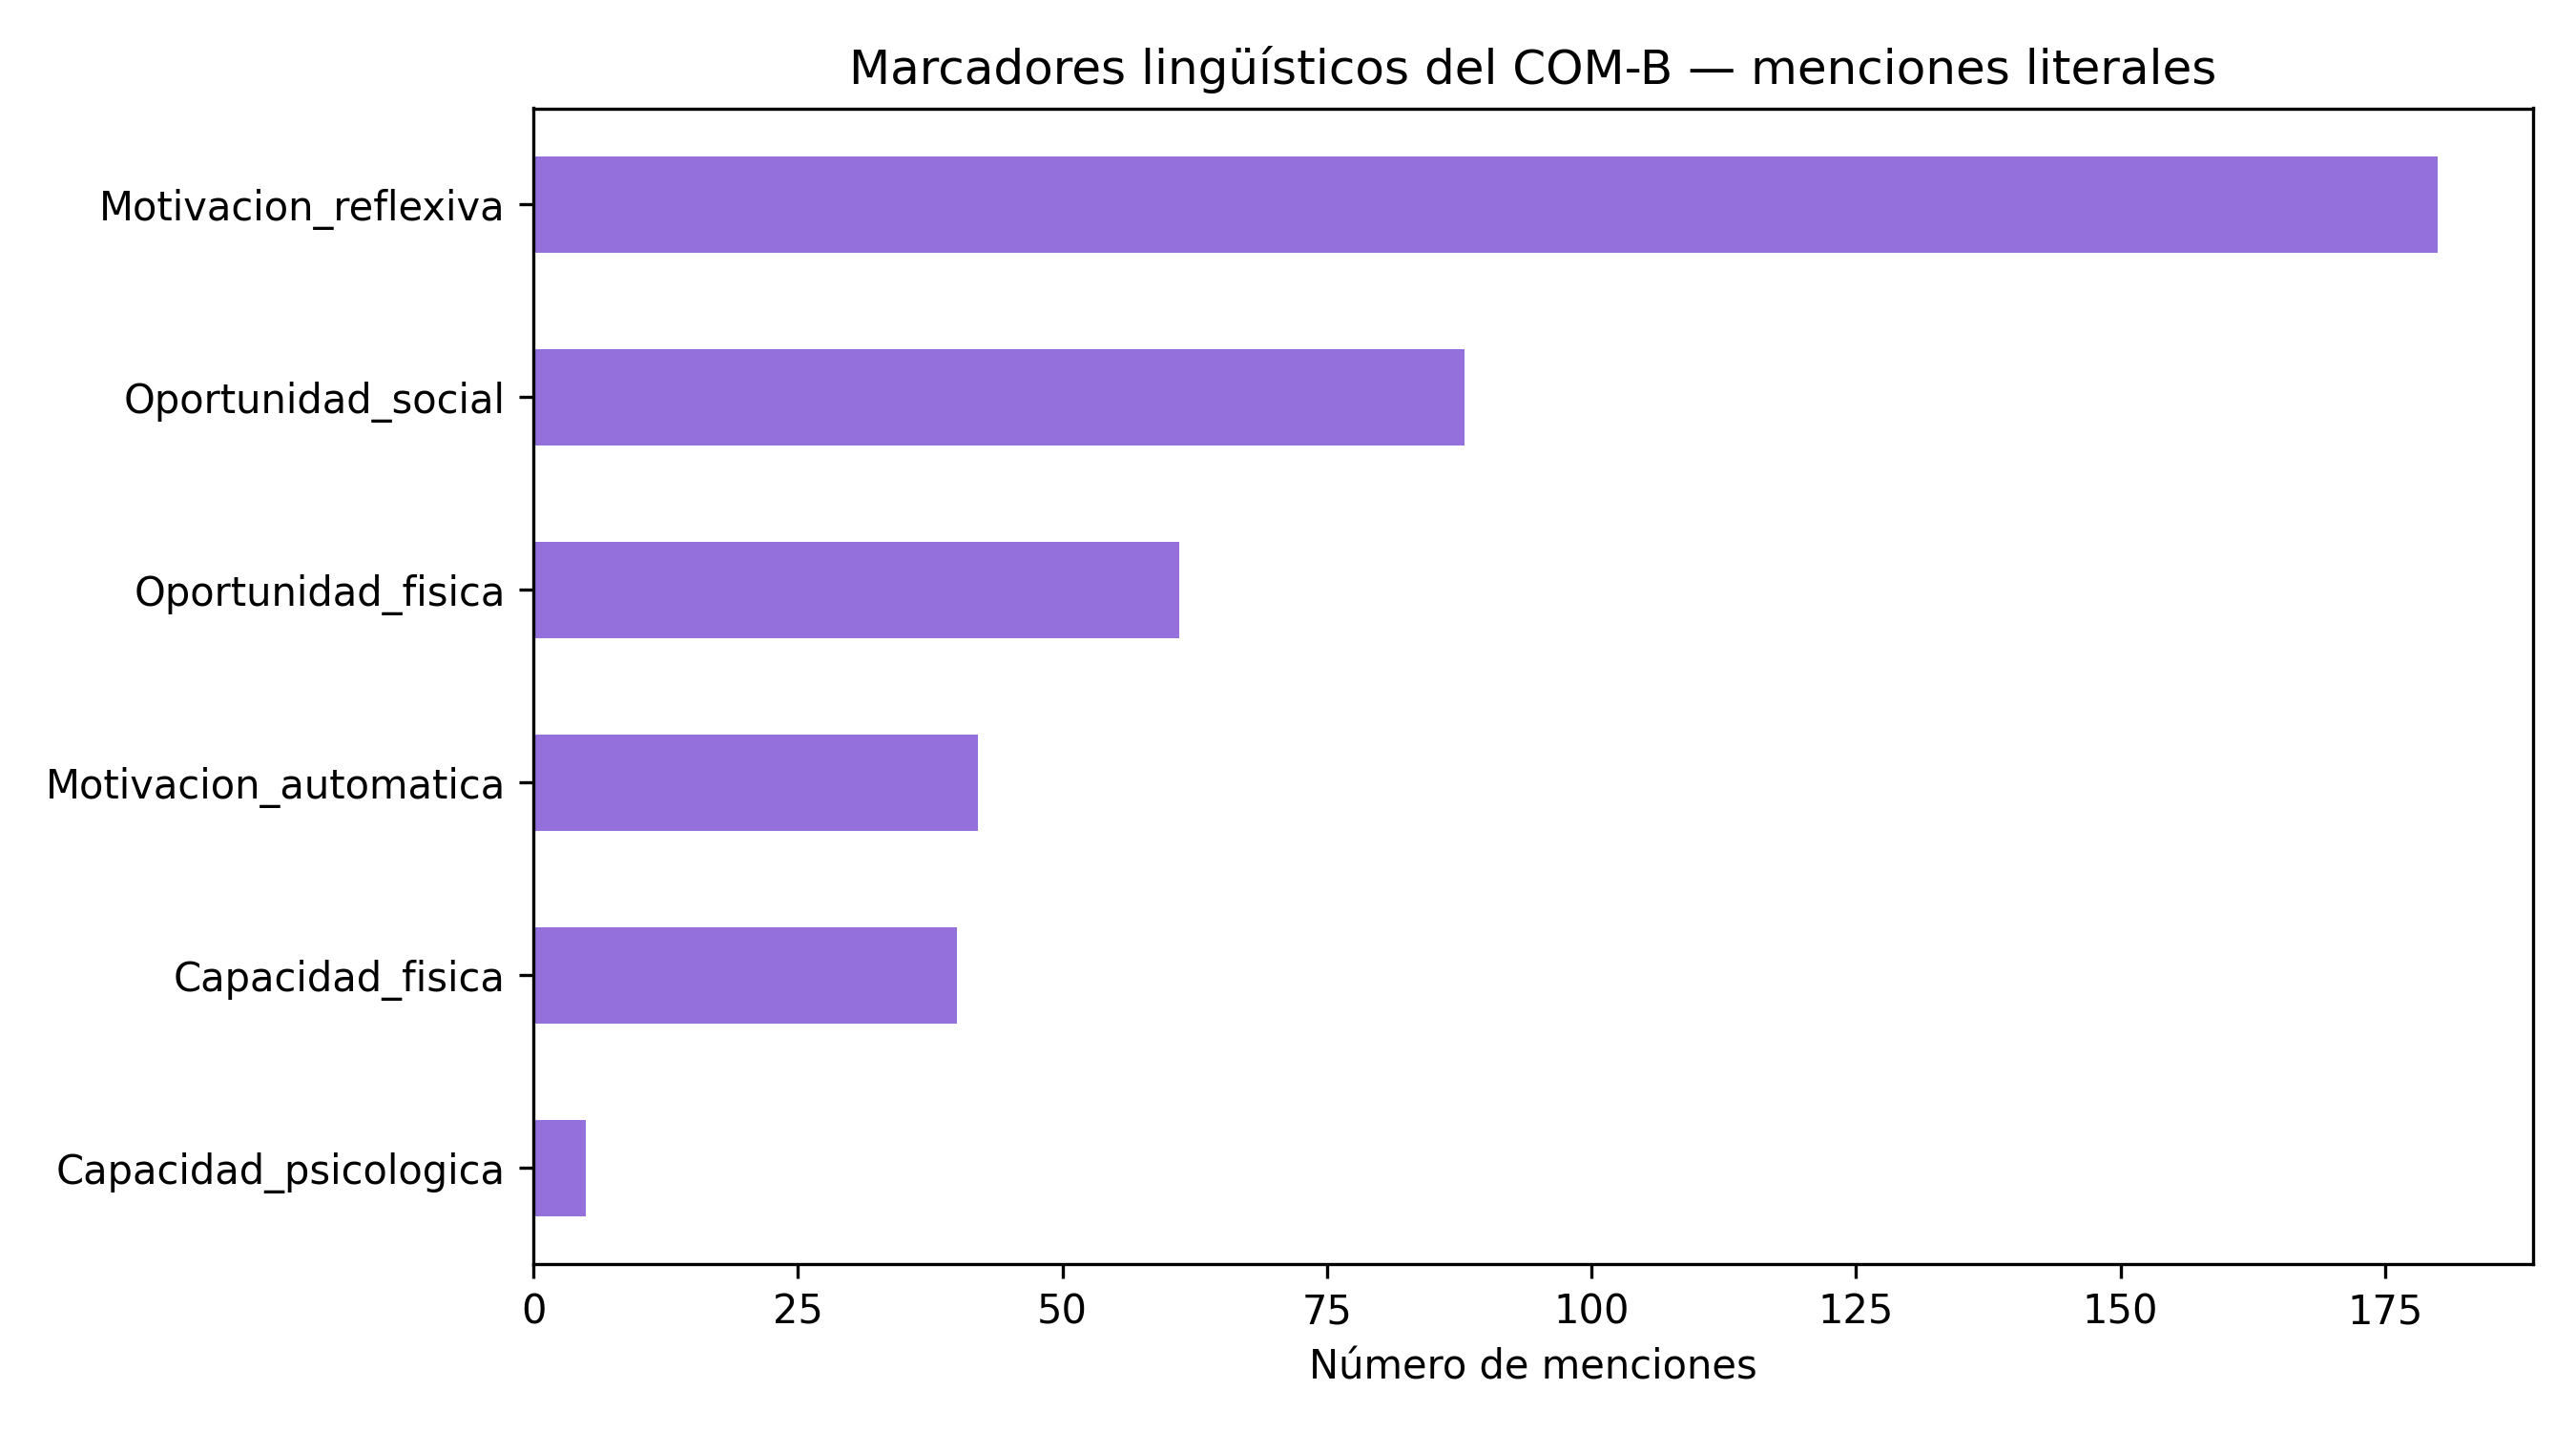 Marcadores lingüísticos del COM-B — menciones literales
Motivacion_reflexiva
Oportunidad_social
Oportunidad_fisica
Motivacion_automatica
Capacidad_fisica
Capacidad_psicologica
0 25 50 75 100 125 150 175
Número de menciones